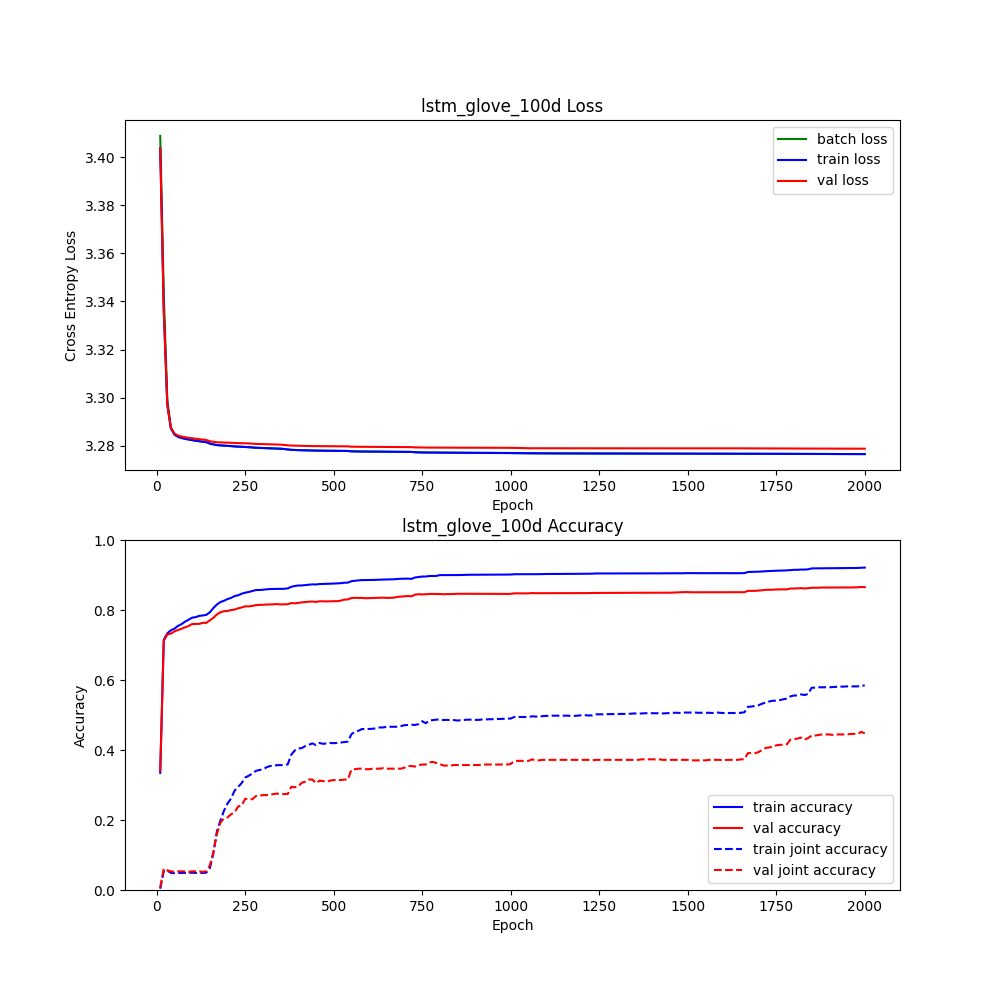 lstm_glove_100d Loss
batch loss
train loss
val loss
3.40
3.38
3.36
3.34
3.32
3.30
3.28
Cross Entropy Loss
0 250 500 750 1000 1250 1500 1750 2000
Epoch
lstm_glove_100d Accuracy
1.0
0.8
0.6
0.4
0.2
0.0
Accuracy
train accuracy
val accuracy
train joint accuracy
val joint accuracy
0 250 500 750 1000 1250 1500 1750 2000
Epoch